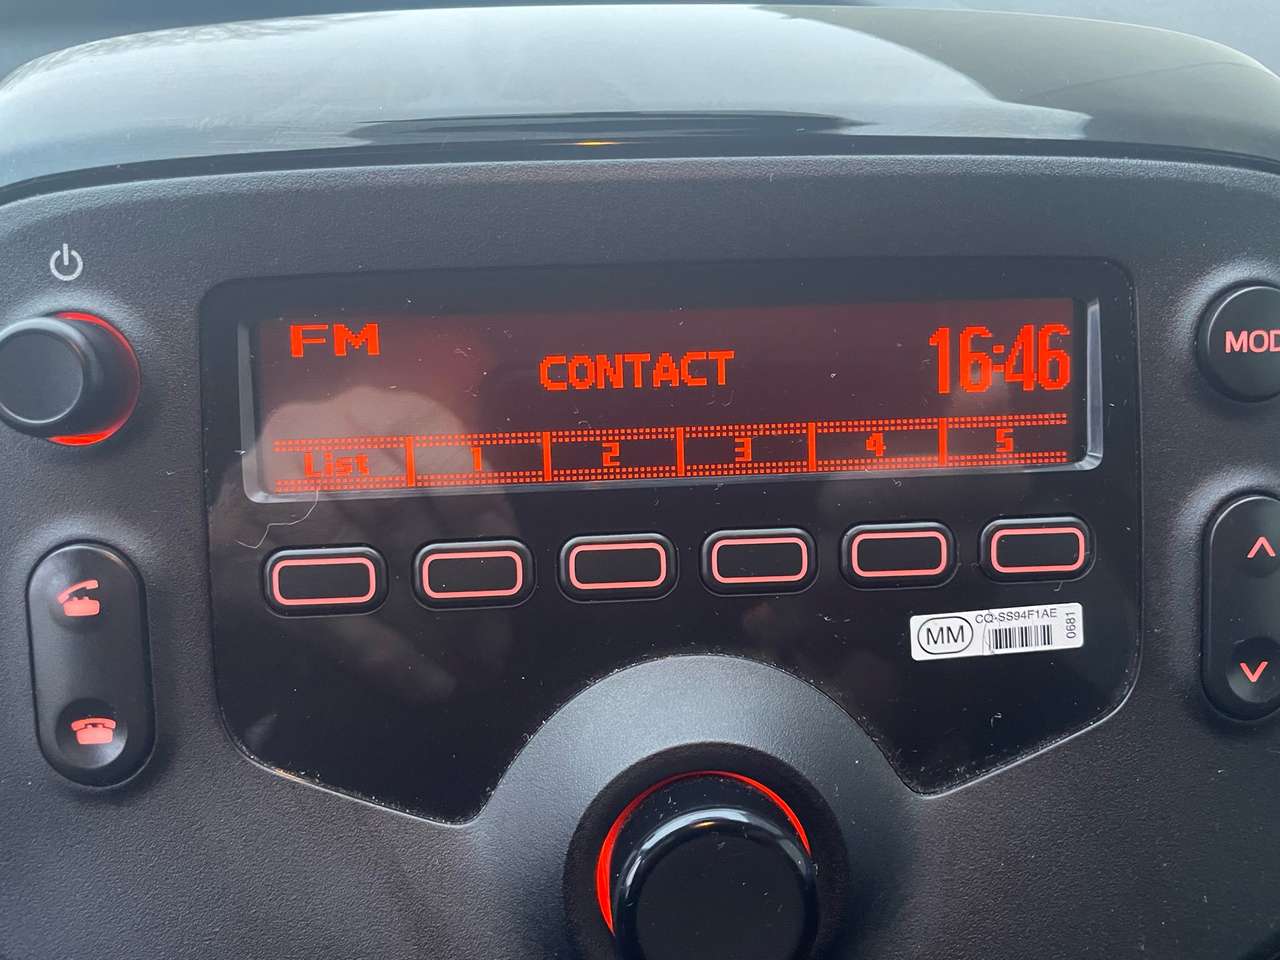 FM
CONTACT
16:46
List 1 2 3 4 5
MM
CQ-SS94F1AE
0681
MOD